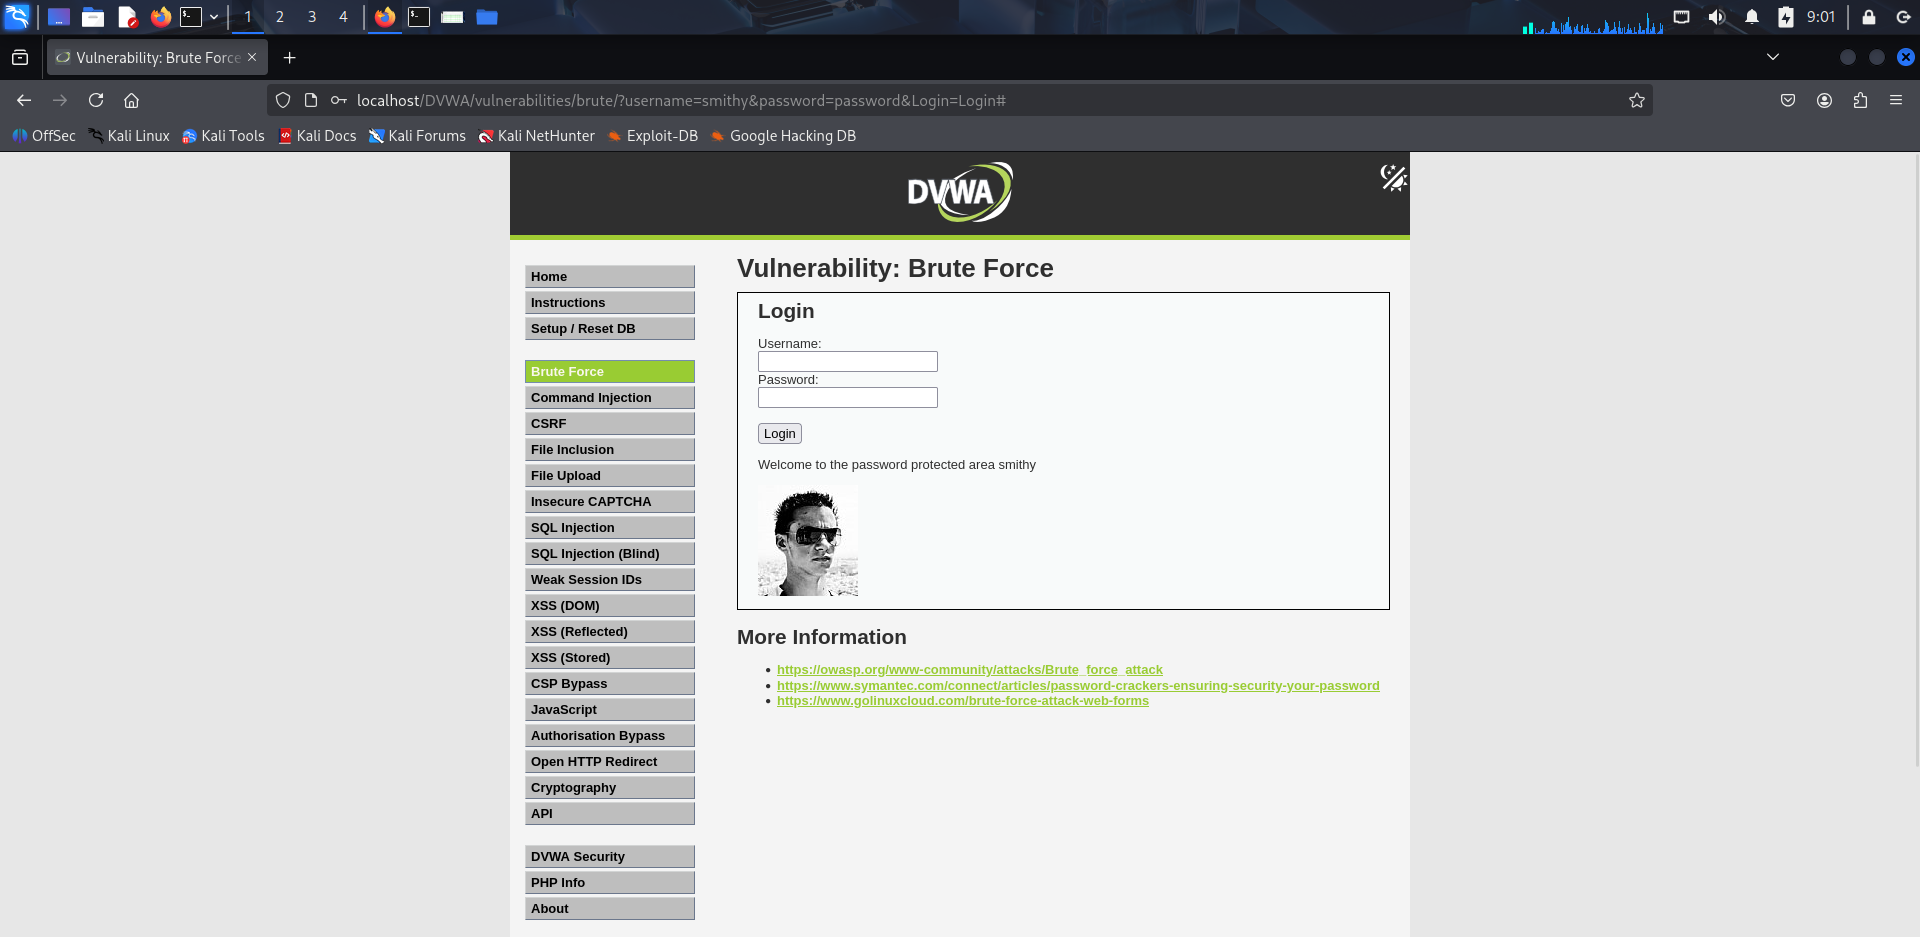 1 2 3 4 9:01
Vulnerability: Brute Force
localhost/DVWA/vulnerabilities/brute/?username=smithy&password=password&Login=Login#
OffSec Kali Linux Kali Tools Kali Docs Kali Forums Kali NetHunter Exploit-DB Google Hacking DB
DVWA
Home
Instructions
Setup / Reset DB
Brute Force
Command Injection
CSRF
File Inclusion
File Upload
Insecure CAPTCHA
SQL Injection
SQL Injection (Blind)
Weak Session IDs
XSS (DOM)
XSS (Reflected)
XSS (Stored)
CSP Bypass
JavaScript
Authorisation Bypass
Open HTTP Redirect
Cryptography
API
DVWA Security
PHP Info
About
Vulnerability: Brute Force
Login
Username:
Password:
Login
Welcome to the password protected area smithy
More Information
• https://owasp.org/www-community/attacks/Brute_force_attack
• https://www.symantec.com/connect/articles/password-crackers-ensuring-security-your-password
• https://www.golinuxcloud.com/brute-force-attack-web-forms